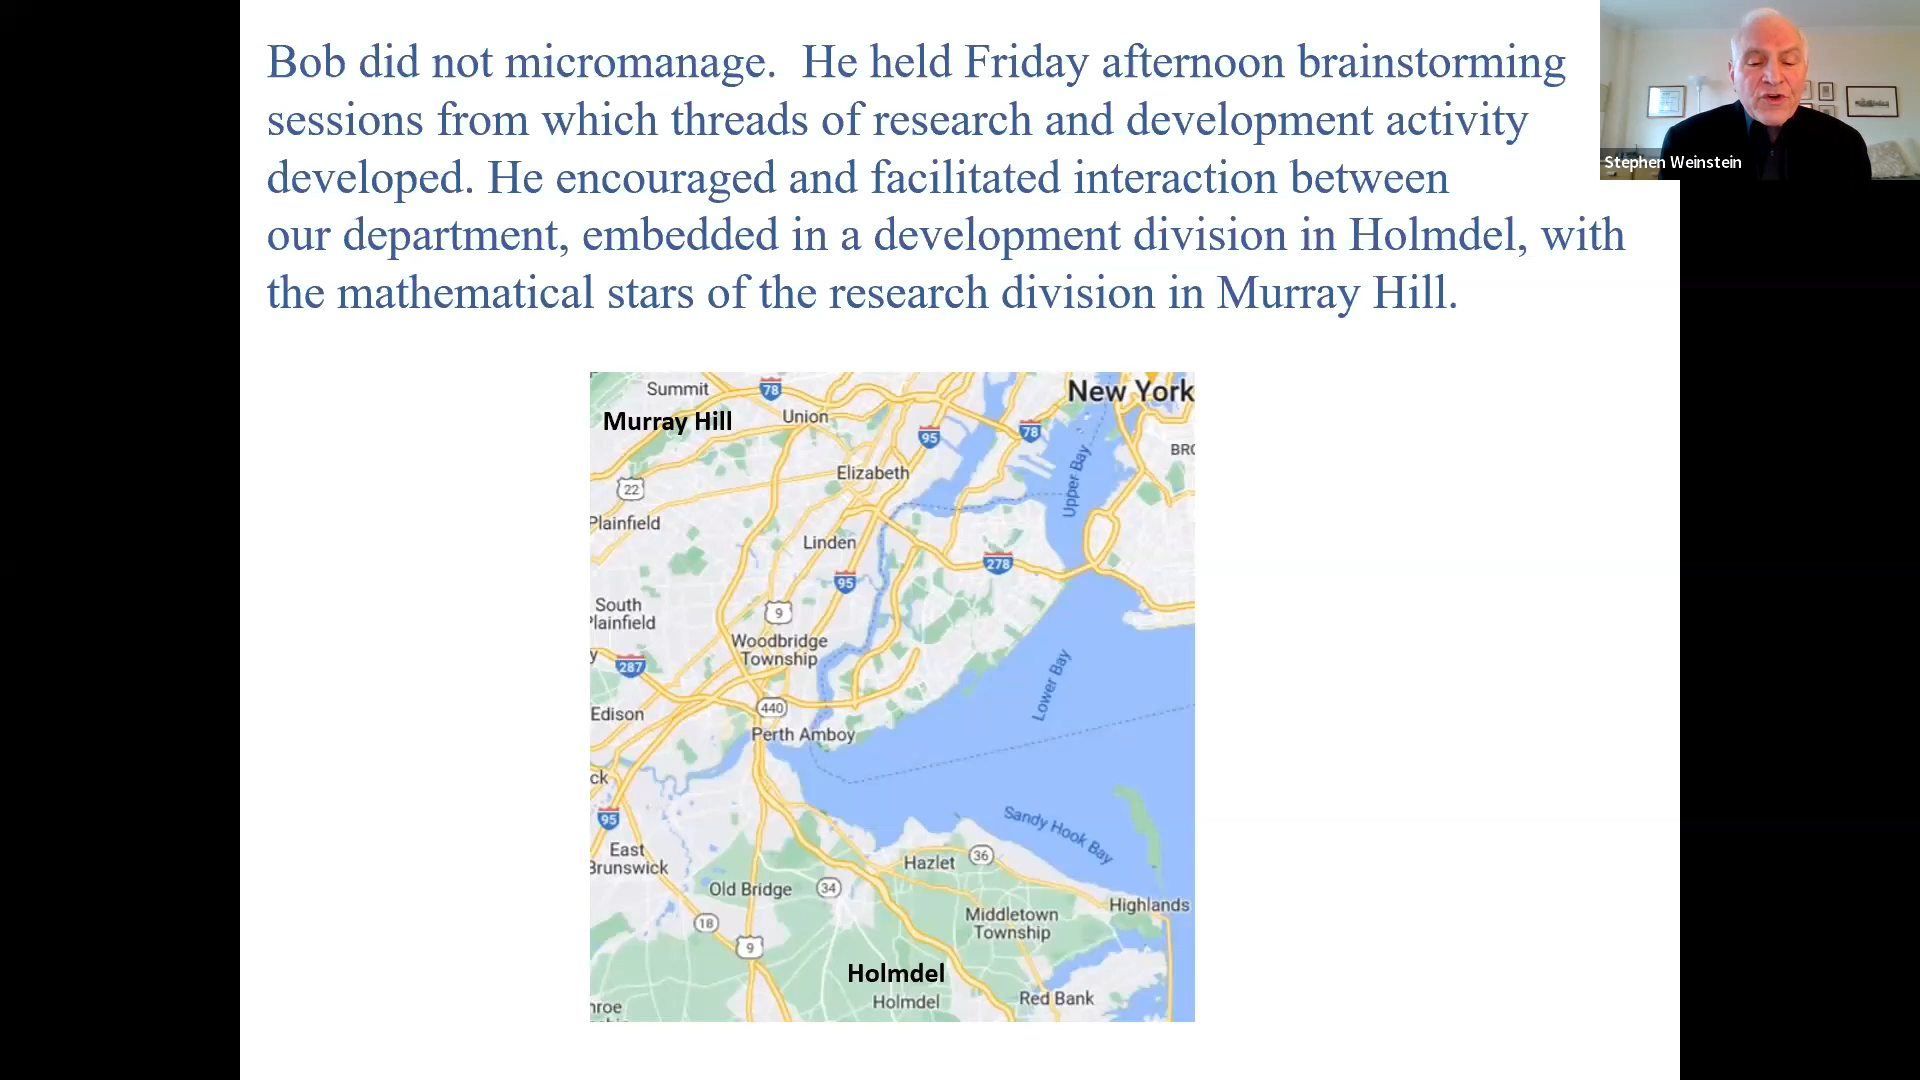 Bob did not micromanage.  He held Friday afternoon brainstorming
sessions from which threads of research and development activity
developed. He encouraged and facilitated interaction between
our department, embedded in a development division in Holmdel, with
the mathematical stars of the research division in Murray Hill.
Stephen Weinstein
Summit
78
New York
Murray Hill
Union
95
78
BRO
Elizabeth
Upper Bay
22
Plainfield
Linden
278
95
South
Plainfield
9
Woodbridge
Township
y
287
Lower Bay
440
Edison
Perth Amboy
ck
95
Sandy Hook Bay
East
Brunswick
Hazlet
36
Old Bridge
34
Highlands
18
Middletown
Township
9
Holmdel
Holmdel
Red Bank
nroe